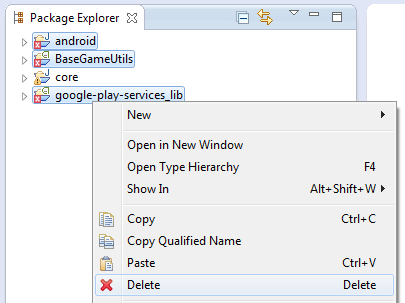 Package Explorer
android
BaseGameUtils
core
google-play-services_lib
New
Open in New Window
Open Type Hierarchy F4
Show In Alt+Shift+W
Copy Ctrl+C
Copy Qualified Name
Paste Ctrl+V
Delete Delete